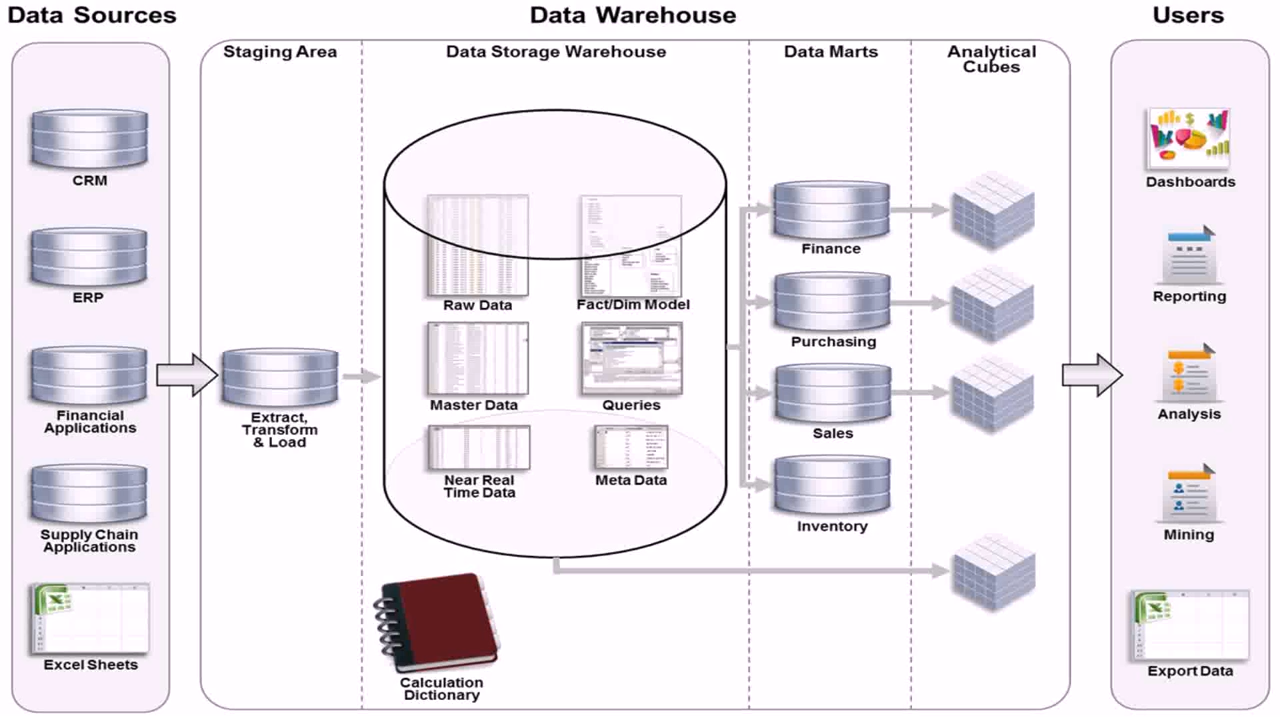 Data Sources
Data Warehouse
Users
CRM
ERP
Financial
Applications
Supply Chain
Applications
Excel Sheets
Staging Area
Extract,
Transform
& Load
Data Storage Warehouse
Raw Data
Fact/Dim Model
Master Data
Queries
Near Real
Time Data
Meta Data
Calculation
Dictionary
Data Marts
Finance
Purchasing
Sales
Inventory
Analytical
Cubes
Dashboards
Reporting
Analysis
Mining
Export Data